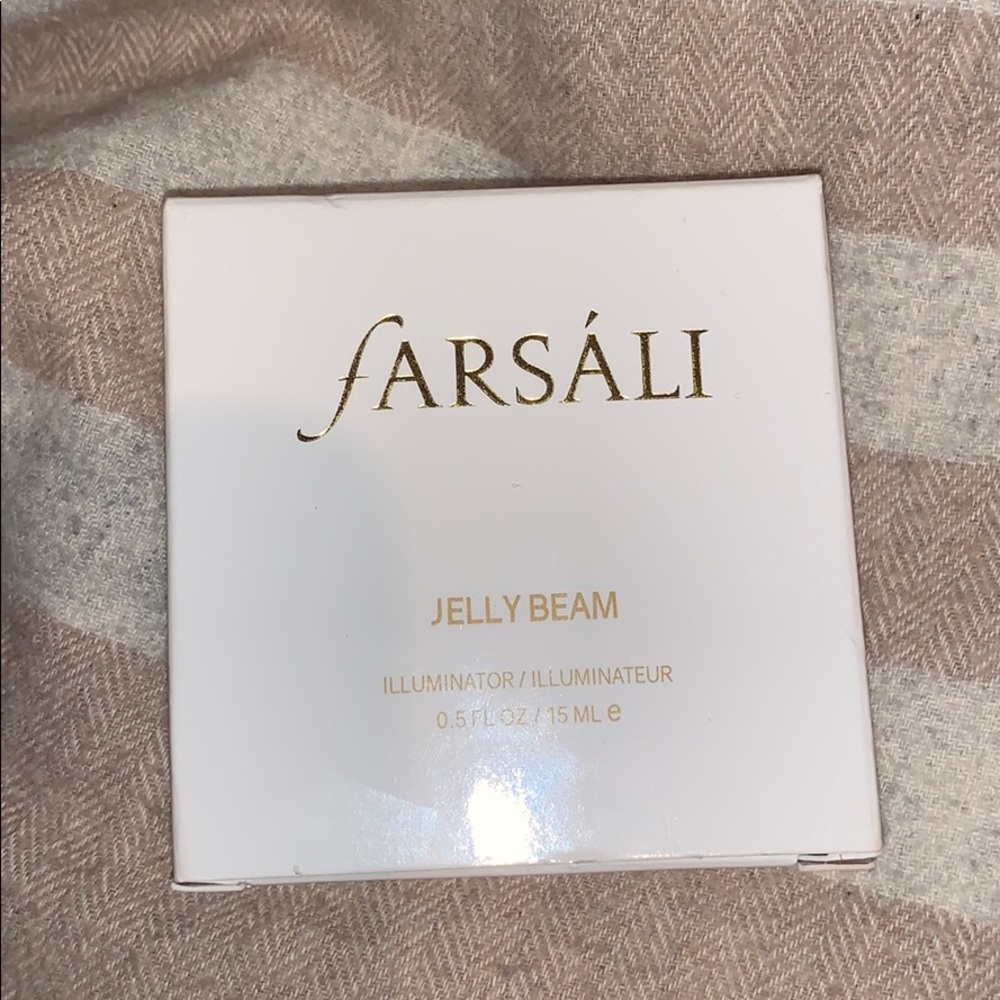 fARSÁLI
JELLY BEAM
ILLUMINATOR / ILLUMINATEUR
0.5 FL OZ / 15 ML e